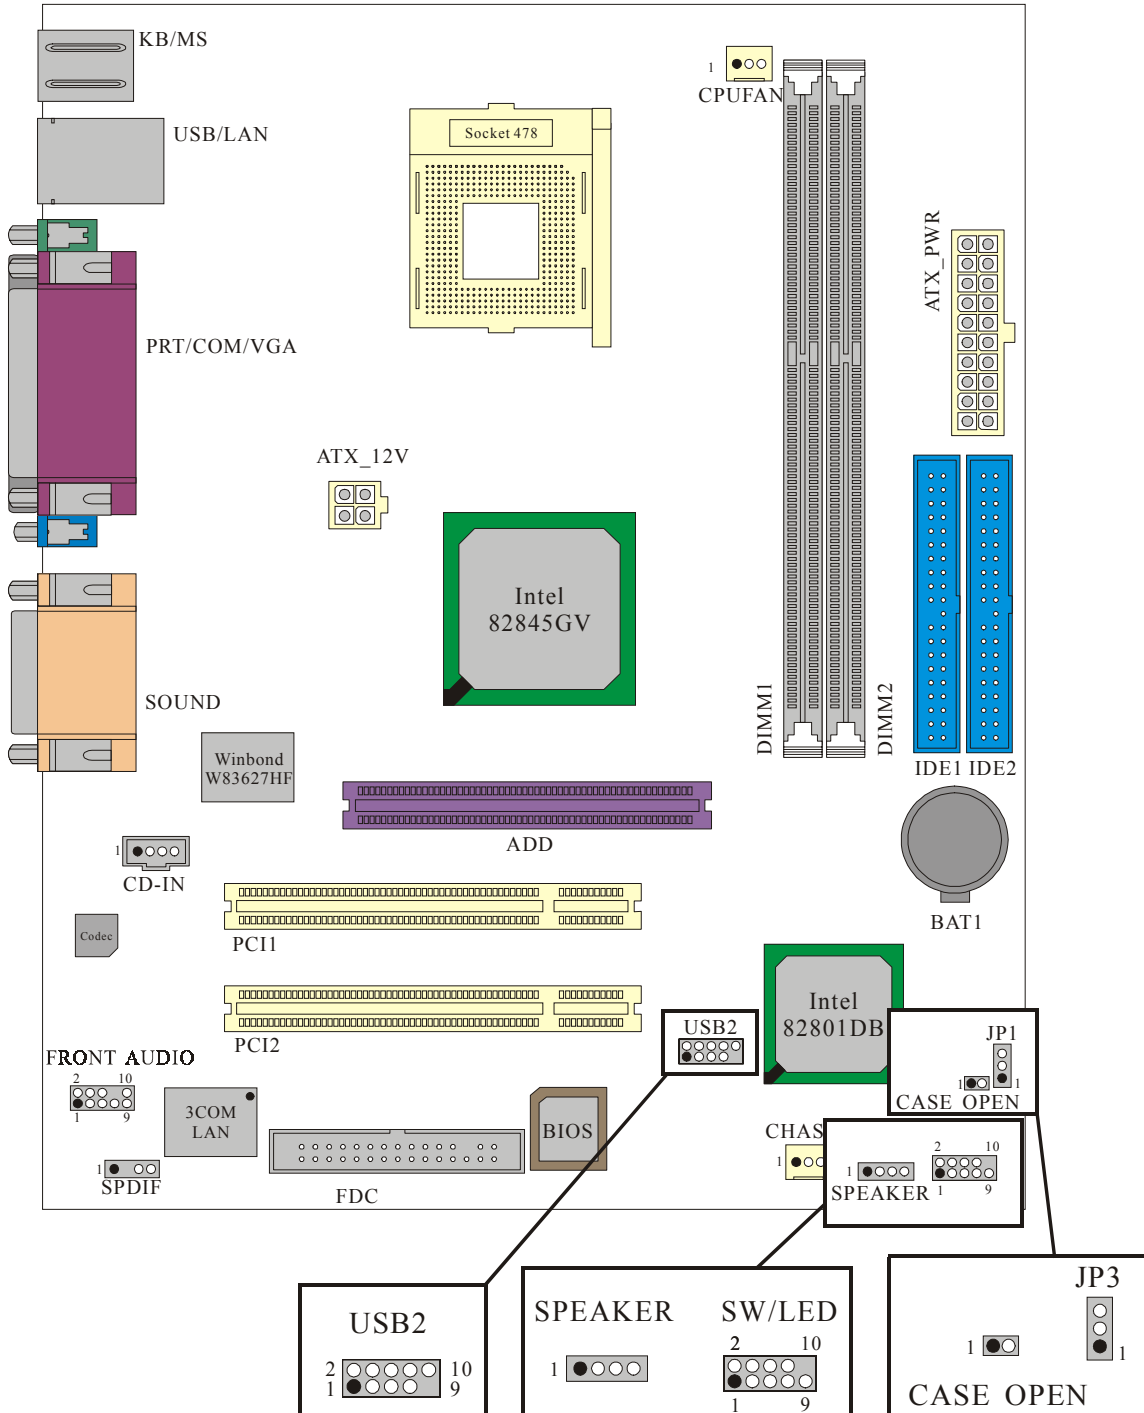 KB/MS
1
CPUFAN
USB/LAN
Socket 478
ATX_PWR
PRT/COM/VGA
ATX_12V
Intel
82845GV
DIMM1
DIMM2
SOUND
Winbond
W83627HF
IDE1 IDE2
ADD
1
CD-IN
BAT1
Codec
PCI1
Intel
82801DB
USB2
JP1
PCI2
1
1
CASE OPEN
FRONT AUDIO
2 10
1 9
3COM
LAN
BIOS
CHAS
1
2 10
1
SPEAKER
1 9
1
SPDIF
FDC
JP3
SPEAKER SW/LED
USB2
2 10
1
1
1
2 10
1 9
1 9
CASE OPEN